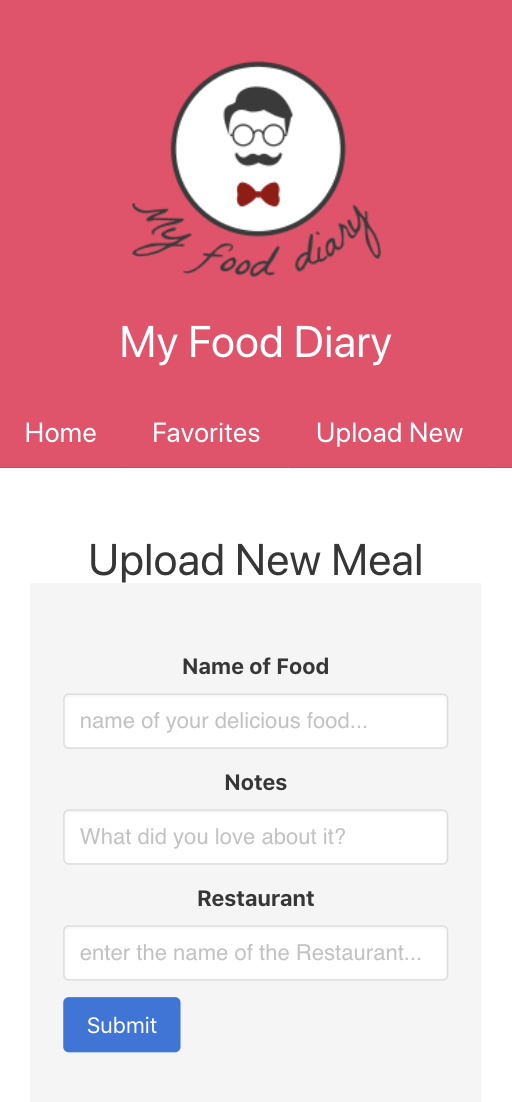 My food diary
My Food Diary
Home Favorites Upload New
Upload New Meal
Name of Food
name of your delicious food...
Notes
What did you love about it?
Restaurant
enter the name of the Restaurant...
Submit